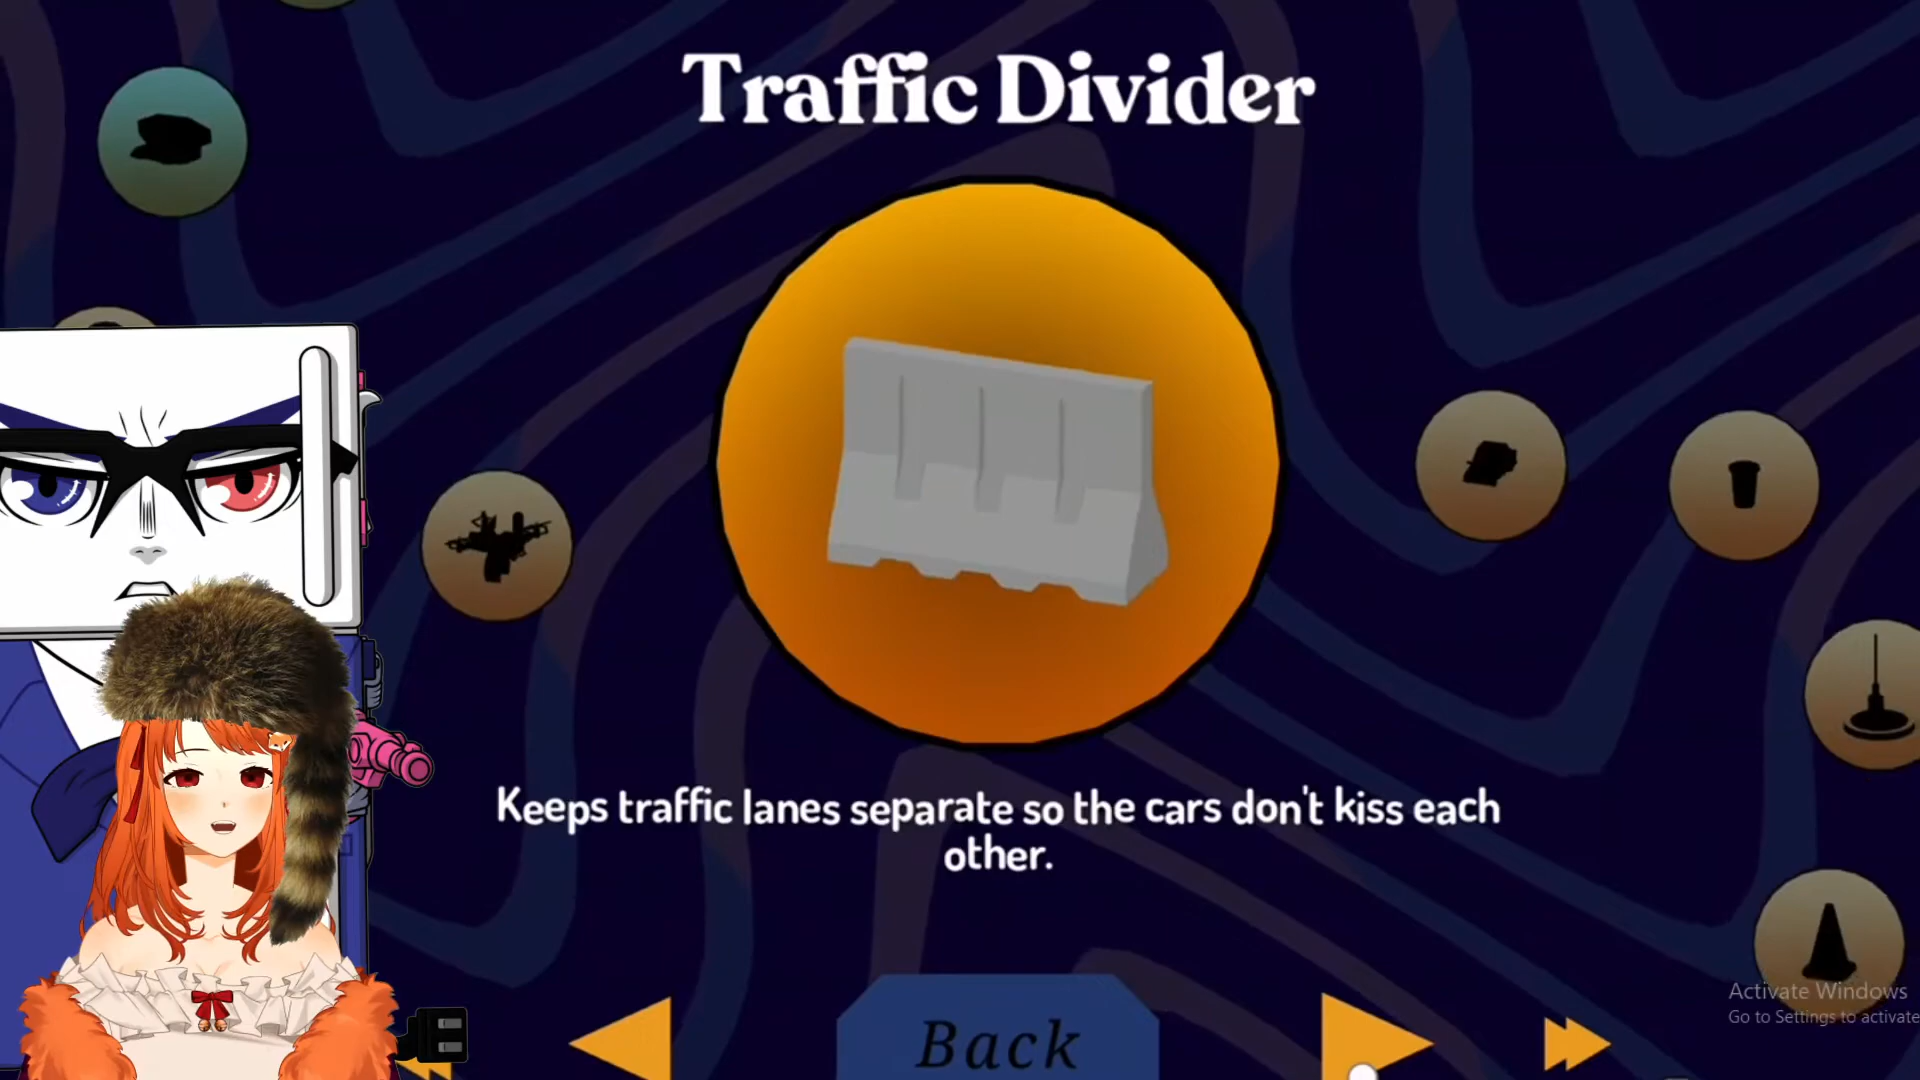 Traffic Divider
Keeps traffic lanes separate so the cars don't kiss each
other.
Back
Activate Windows
Go to Settings to activate